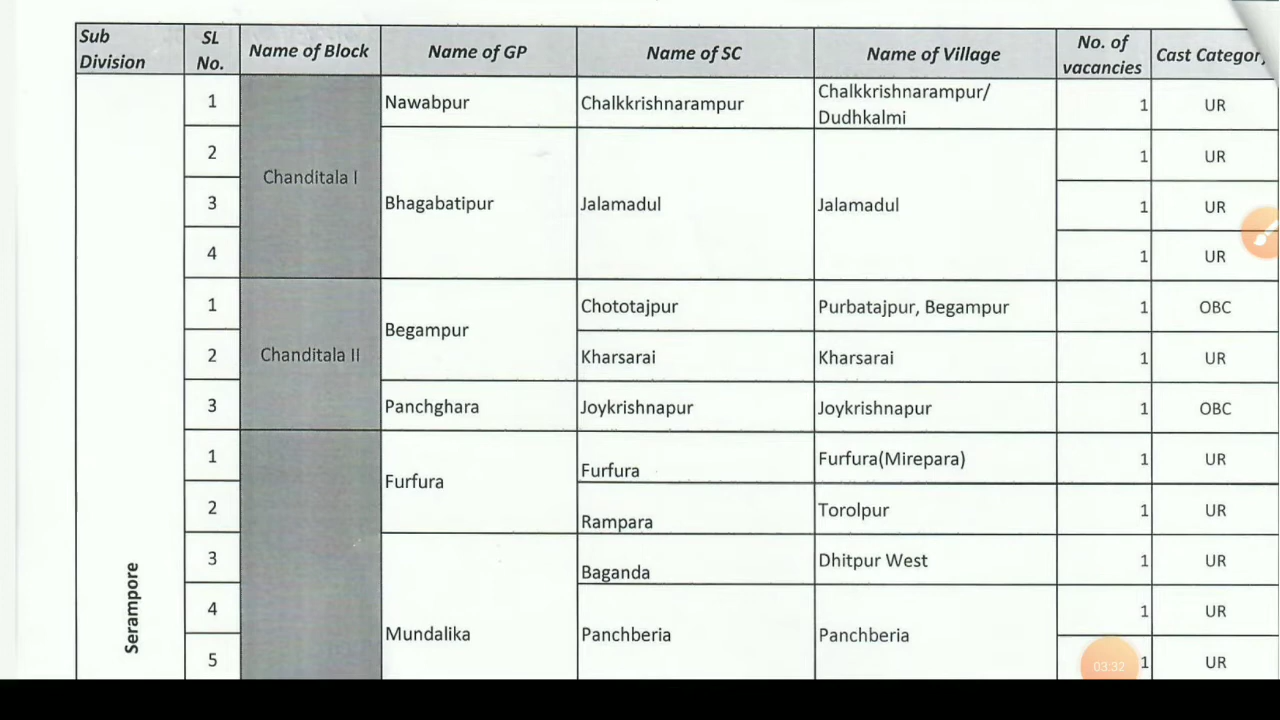 Sub Division SL No. Name of Block Name of GP Name of SC Name of Village No. of vacancies Cast Categor
Serampore
1 Chanditala I Nawabpur Chalkkrishnarampur Chalkkrishnarampur/ Dudhkalmi 1 UR
2 Bhagabatipur Jalamadul Jalamadul 1 UR
3 1 UR
4 1 UR
1 Chanditala II Begampur Chototajpur Purbatajpur, Begampur 1 OBC
2 Kharsarai Kharsarai 1 UR
3 Panchghara Joykrishnapur Joykrishnapur 1 OBC
1 Furfura Furfura Furfura(Mirepara) 1 UR
2 Rampara Torolpur 1 UR
3 Mundalika Baganda Dhitpur West 1 UR
4 Panchberia Panchberia 1 UR
5 1 UR
03:32